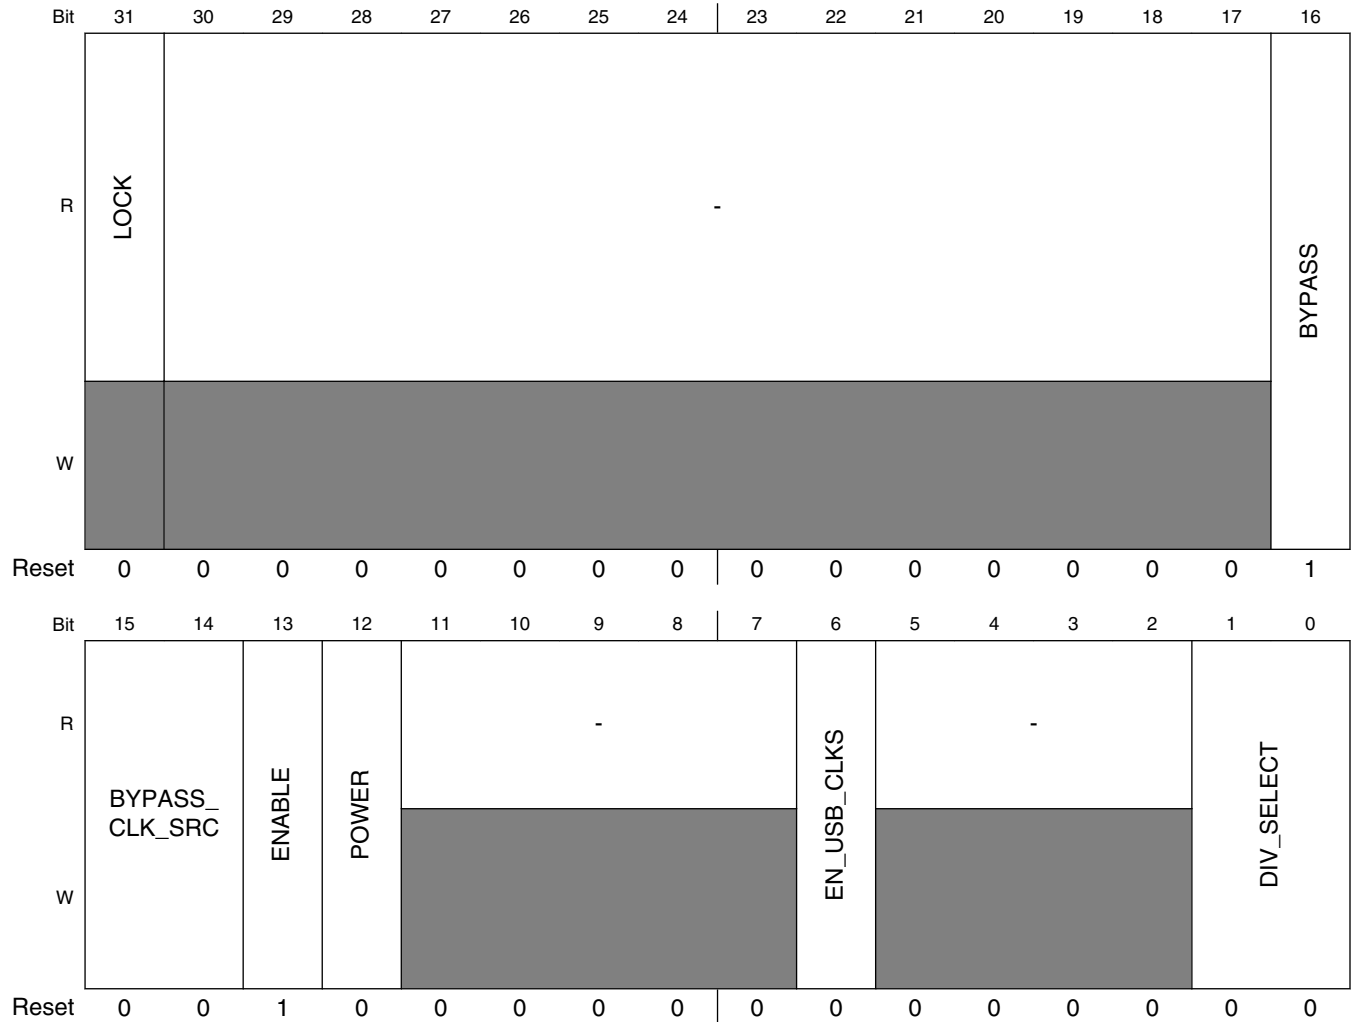 Bit 31 30 29 28 27 26 25 24 23 22 21 20 19 18 17 16
R LOCK - BYPASS
W
Reset 0 0 0 0 0 0 0 0 0 0 0 0 0 0 0 1
Bit 15 14 13 12 11 10 9 8 7 6 5 4 3 2 1 0
R - -
BYPASS_
CLK_SRC
ENABLE
POWER
EN_USB_CLKS
DIV_SELECT
W
Reset 0 0 1 0 0 0 0 0 0 0 0 0 0 0 0 0